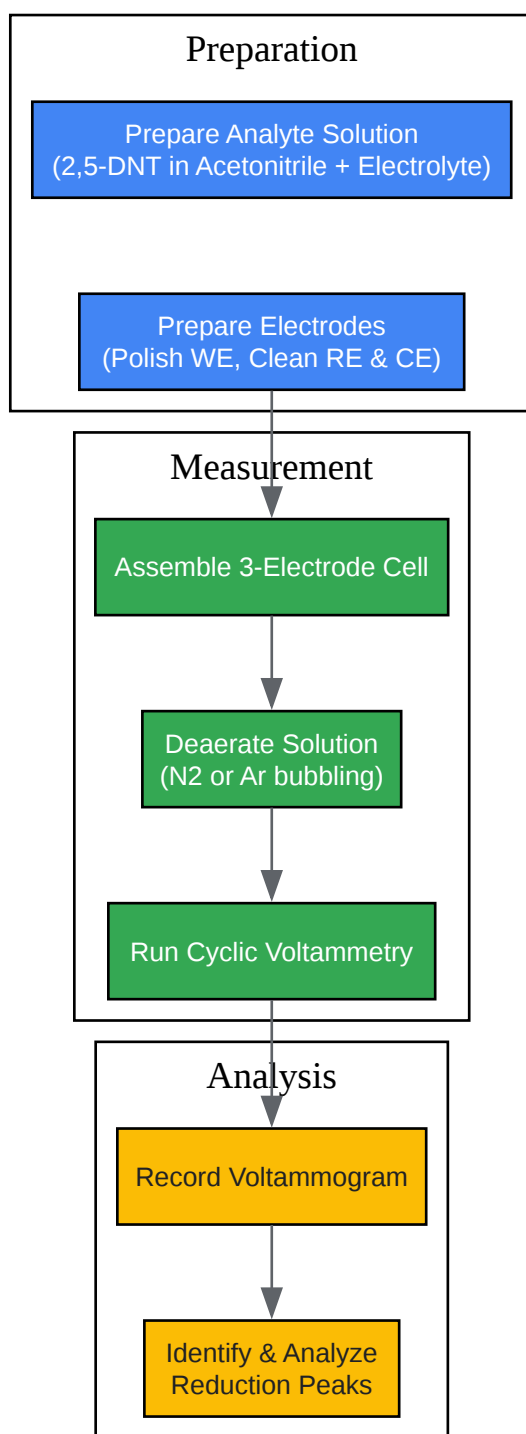 Preparation
Prepare Analyte Solution
(2,5-DNT in Acetonitrile + Electrolyte)
Prepare Electrodes
(Polish WE, Clean RE & CE)
Measurement
Assemble 3-Electrode Cell
Deaerate Solution
(N2 or Ar bubbling)
Run Cyclic Voltammetry
Analysis
Record Voltammogram
Identify & Analyze
Reduction Peaks